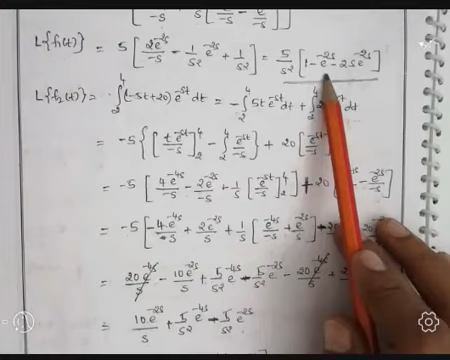 L{f₁(t)} = 5 [ 2e^{-2s}/-s - 1/s² e^{-2s} + 1/s² ] = 5/s² [1 - e^{-2s} - 2se^{-2s}]
L{f₂(t)} = ∫₂⁴ (-5t+20) e^{-st} dt = - ∫₂⁴ 5t e^{-st} dt + ∫₂⁴
= -5 { [ t e^{-st}/-s ]₂⁴ - ∫₂⁴ e^{-st}/-s } + 20 [ e^{-st}/-s
= -5 [ 4e^{-4s}/-s - 2e^{-2s}/-s + 1/s [ e^{-st}/-s ]₂⁴ ] + 20 - e^{-2s}/-s ]
= -5 [ -4e^{-4s}/s + 2e^{-2s}/s + 1/s [ e^{-4s}/-s + e^{-2s}/s ]
= 20e^{-4s}/s - 10e^{-2s}/s + 5/s² e^{-4s} - 5/s² e^{-2s} - 20e^{-4s}/s +
= 10e^{-2s}/s + 5/s² e^{-4s} - 5/s² e^{-2s}